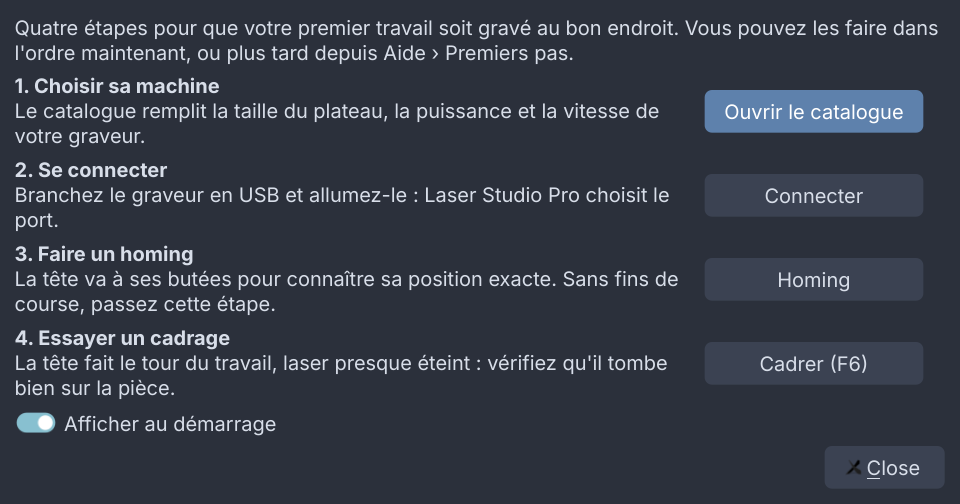 Quatre étapes pour que votre premier travail soit gravé au bon endroit. Vous pouvez les faire dans
l'ordre maintenant, ou plus tard depuis Aide › Premiers pas.
1. Choisir sa machine
Le catalogue remplit la taille du plateau, la puissance et la vitesse de
votre graveur.
Ouvrir le catalogue
2. Se connecter
Branchez le graveur en USB et allumez-le : Laser Studio Pro choisit le
port.
Connecter
3. Faire un homing
La tête va à ses butées pour connaître sa position exacte. Sans fins de
course, passez cette étape.
Homing
4. Essayer un cadrage
La tête fait le tour du travail, laser presque éteint : vérifiez qu'il tombe
bien sur la pièce.
Cadrer (F6)
Afficher au démarrage
Close